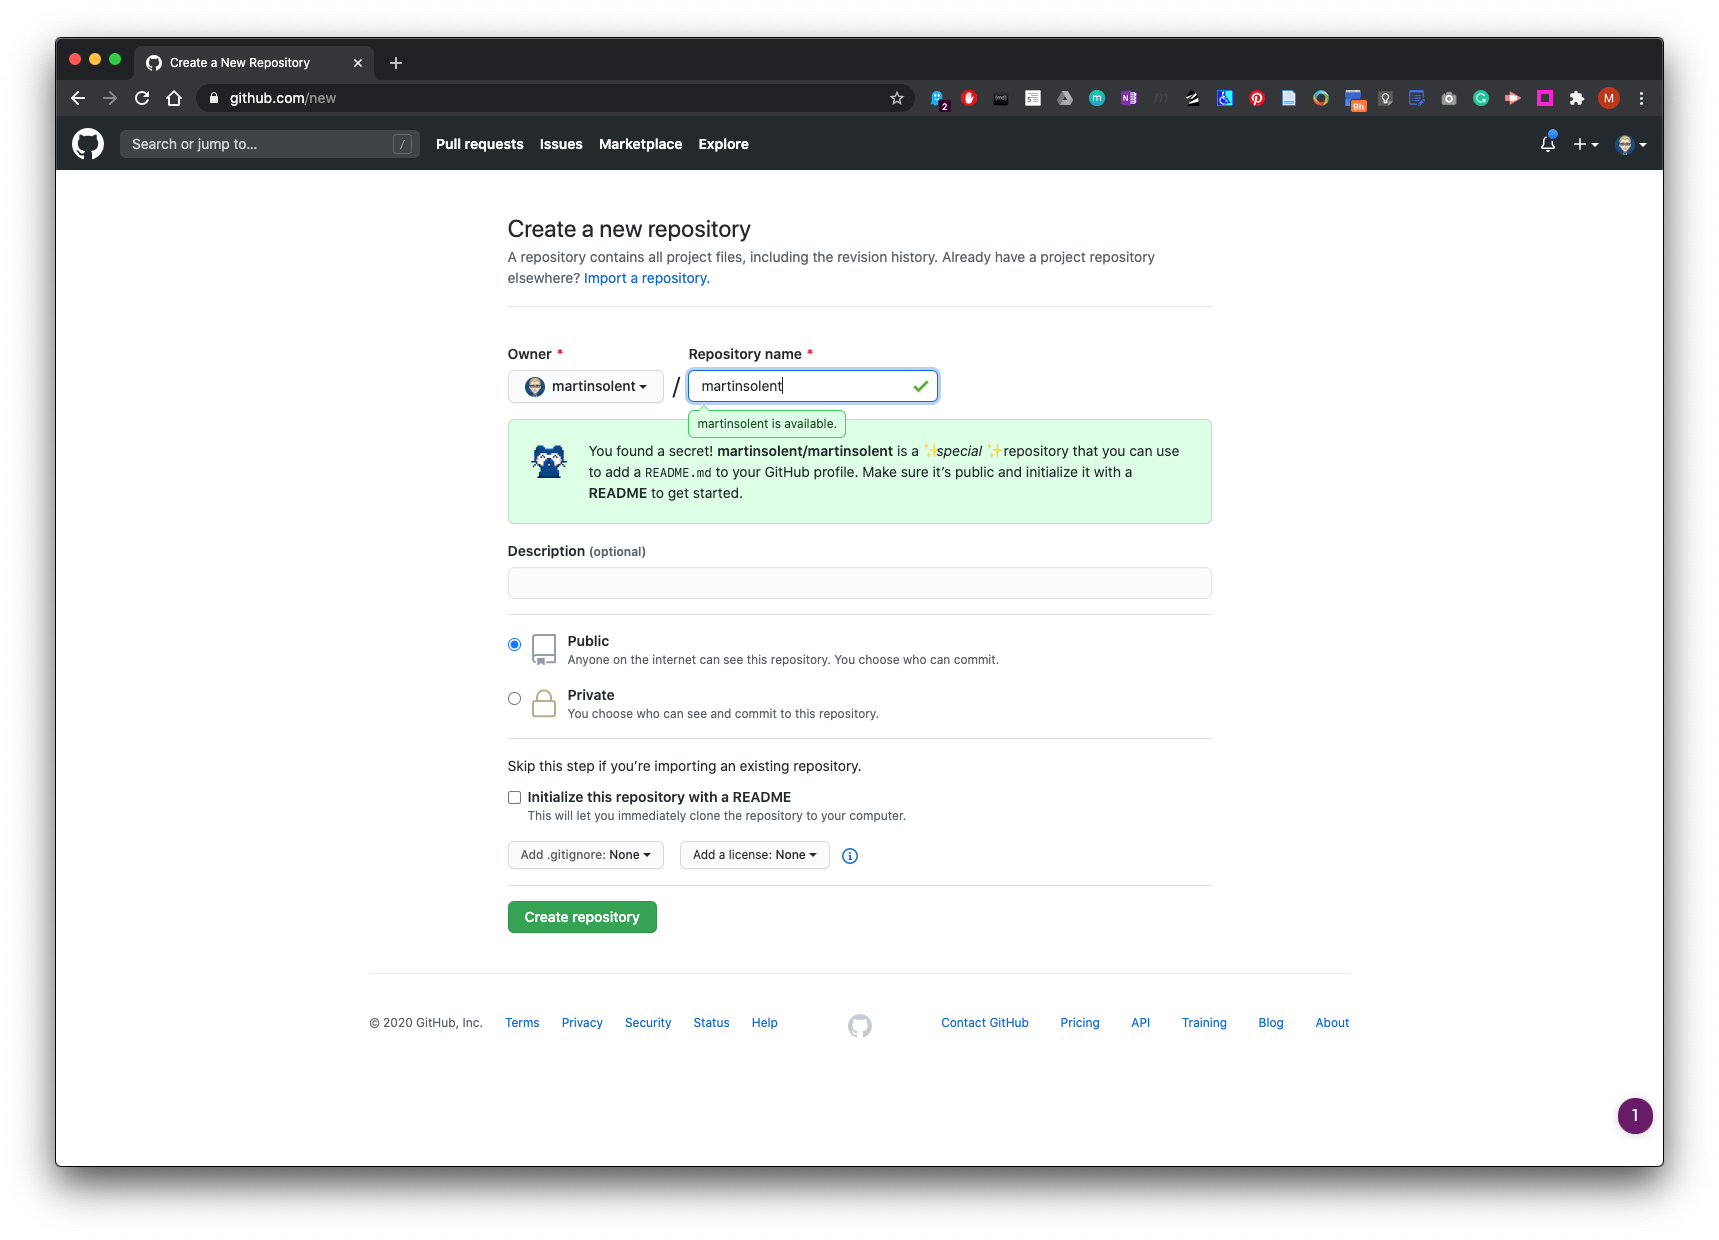 Create a New Repository
github.com/new
2
9h
M
Search or jump to...
/
Pull requests
Issues
Marketplace
Explore
Create a new repository
A repository contains all project files, including the revision history. Already have a project repository
elsewhere? Import a repository.
Owner *
Repository name *
martinsolent
/
martinsolent
martinsolent is available.
You found a secret! martinsolent/martinsolent is a ✨special ✨repository that you can use
to add a README.md to your GitHub profile. Make sure it’s public and initialize it with a
README to get started.
Description (optional)
Public
Anyone on the internet can see this repository. You choose who can commit.
Private
You choose who can see and commit to this repository.
Skip this step if you’re importing an existing repository.
Initialize this repository with a README
This will let you immediately clone the repository to your computer.
Add .gitignore: None
Add a license: None
Create repository
© 2020 GitHub, Inc.
Terms
Privacy
Security
Status
Help
Contact GitHub
Pricing
API
Training
Blog
About
1